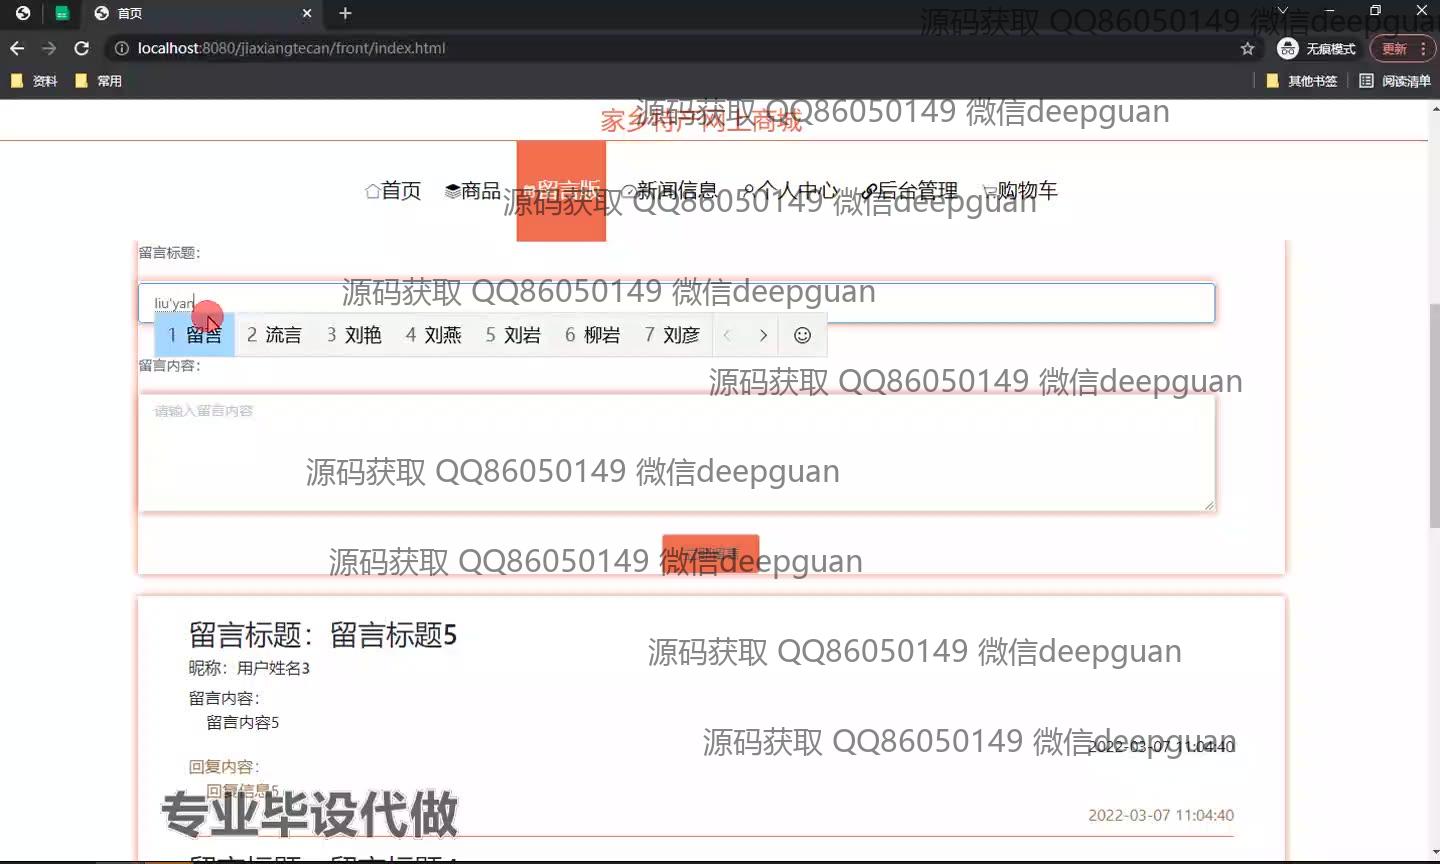 首页
源码获取 QQ86050149 微信deepguan
localhost:8080/jiaxiangtecan/front/index.html
无痕模式
更新
资料
常用
其他书签
阅读清单
家乡特产网上商城
源码获取 QQ86050149 微信deepguan
首页
商品
留言版
新闻信息
个人中心
后台管理
购物车
源码获取 QQ86050149 微信deepguan
留言标题：
源码获取 QQ86050149 微信deepguan
liu'yan
1 留言 2 流言 3 刘艳 4 刘燕 5 刘岩 6 柳岩 7 刘彦
留言内容：
源码获取 QQ86050149 微信deepguan
请输入留言内容
源码获取 QQ86050149 微信deepguan
源码获取 QQ86050149 微信deepguan
留言标题：留言标题5
源码获取 QQ86050149 微信deepguan
昵称：用户姓名3
留言内容：
留言内容5
源码获取 QQ86050149 微信deepguan
2022-03-07 11:04:40
回复内容：
回复信息5
专业毕设代做
2022-03-07 11:04:40